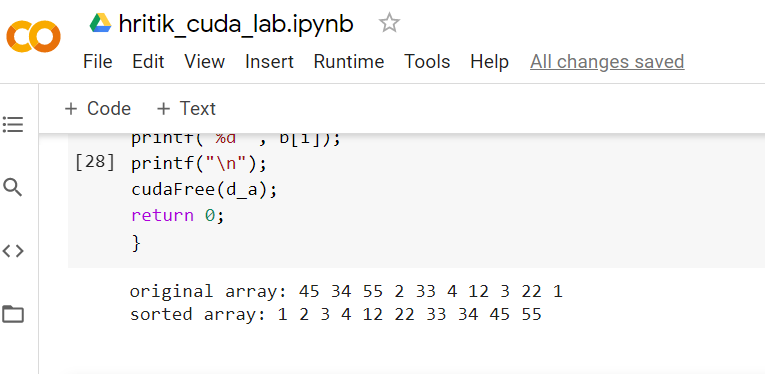 hritik_cuda_lab.ipynb
File Edit View Insert Runtime Tools Help All changes saved
+ Code + Text
printf( %d , b[i]);
[28] printf("\n");
cudaFree(d_a);
return 0;
}
original array: 45 34 55 2 33 4 12 3 22 1
sorted array: 1 2 3 4 12 22 33 34 45 55